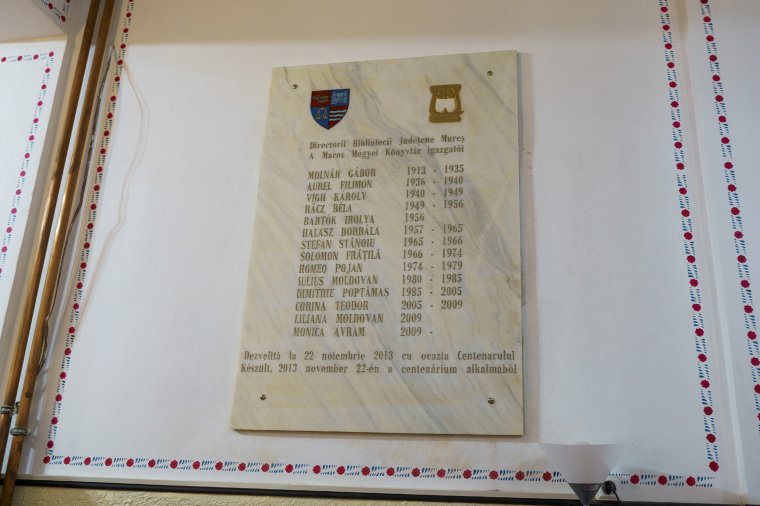 Directorii Bibliotecii Județene Mureș
A Maros Megyei Könyvtár igazgatói
MOLNÁR GÁBOR 1913 - 1935
AUREL FILIMON 1936 - 1940
VIGH KÁROLY 1940 - 1949
RÁCZ BÉLA 1949 - 1956
BARTÓK IBOLYA 1956
HALASZ BORBÁLA 1957 - 1965
ȘTEFAN STĂNOIU 1965 - 1966
SOLOMON FRĂȚILĂ 1966 - 1974
ROMEO POJAN 1974 - 1979
IULIUS MOLDOVAN 1980 - 1985
DIMITRIE POPTĂMAȘ 1985 - 2005
CORINA TEODOR 2005 - 2009
LILIANA MOLDOVAN 2009
MONICA AVRAM 2009 -
Dezvelită la 22 noiembrie 2013 cu ocazia Centenarului
Készült, 2013 november 22-én a centenárium alkalmából